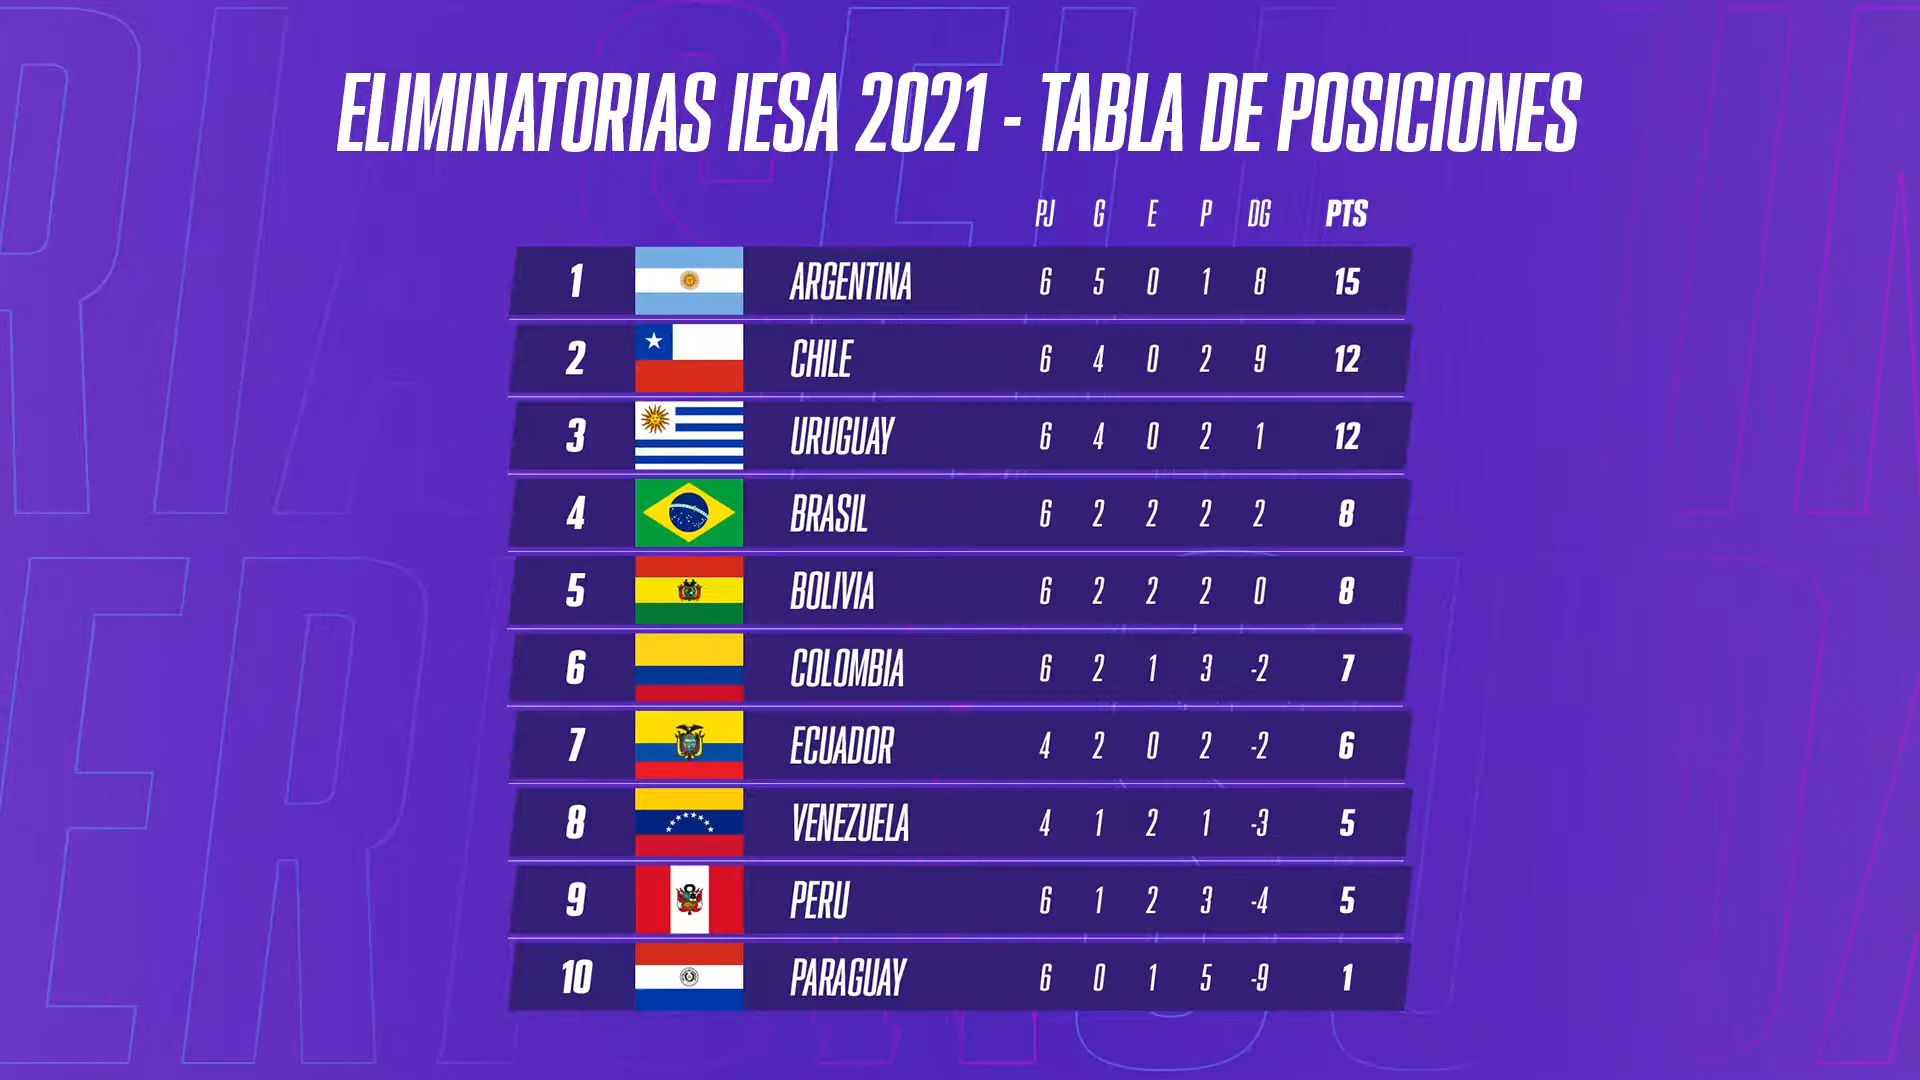 ELIMINATORIAS IESA 2021 - TABLA DE POSICIONES
PJ G E P DG PTS
1 ARGENTINA 6 5 0 1 8 15
2 CHILE 6 4 0 2 9 12
3 URUGUAY 6 4 0 2 1 12
4 BRASIL 6 2 2 2 2 8
5 BOLIVIA 6 2 2 2 0 8
6 COLOMBIA 6 2 1 3 -2 7
7 ECUADOR 4 2 0 2 -2 6
8 VENEZUELA 4 1 2 1 -3 5
9 PERU 6 1 2 3 -4 5
10 PARAGUAY 6 0 1 5 -9 1